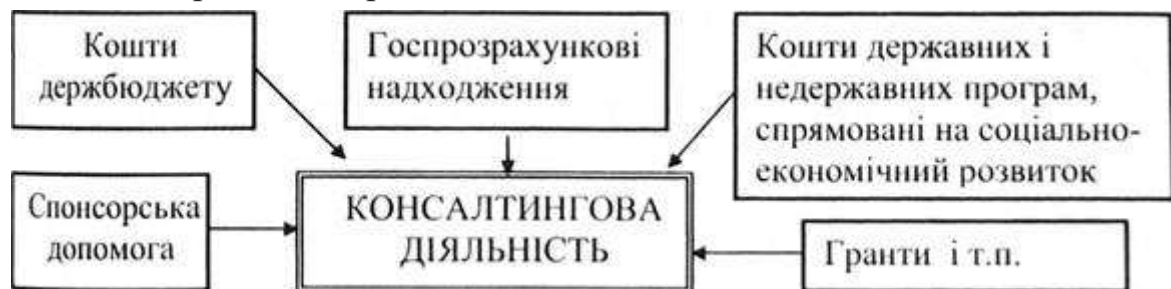 Кошти
держбюджету
Госпрозрахункові
надходження
Кошти державних і
недержавних програм,
спрямовані на соціально-
економічний розвиток
Спонсорська
допомога
КОНСАЛТИНГОВА
ДІЯЛЬНІСТЬ
Гранти і т.п.